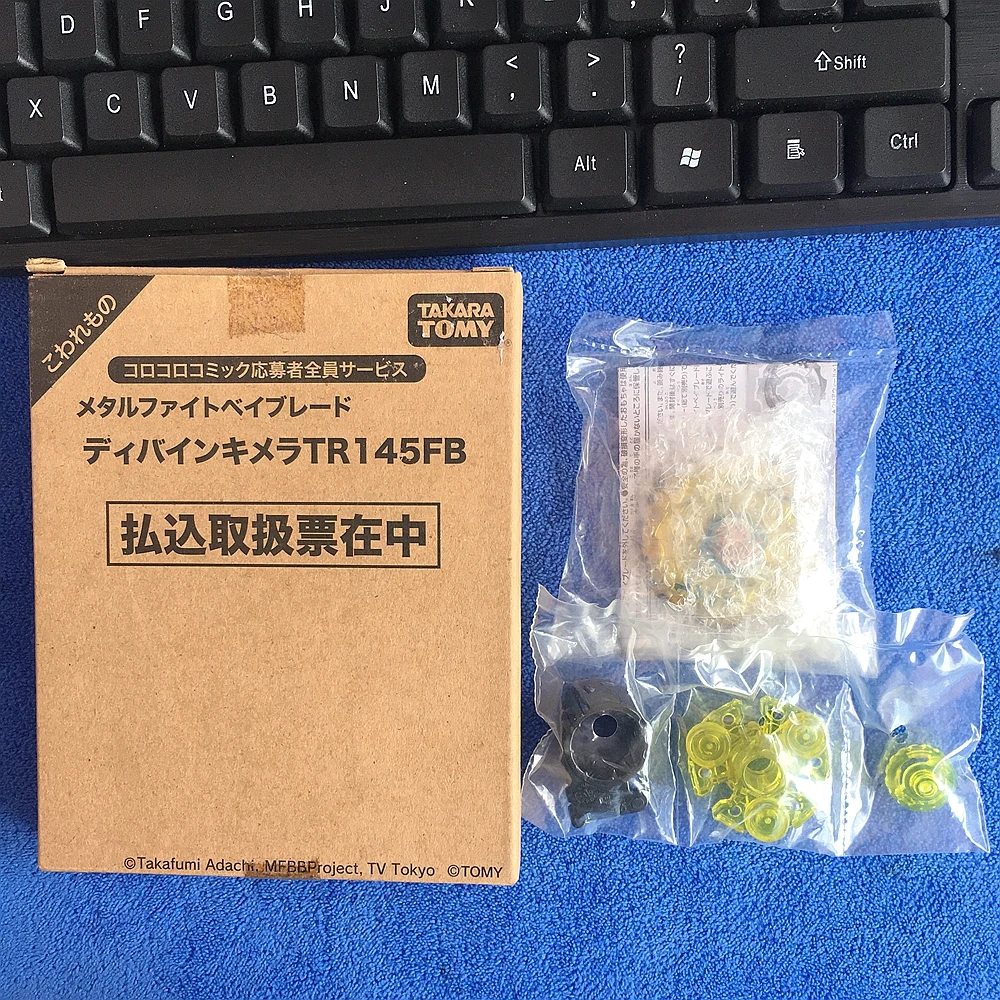 D F G H J K L
X C V B N M < , > . ? / ⇧Shift
Alt Ctrl
こわれもの
TAKARA
TOMY
コロコロコミック応募者全員サービス
メタルファイトベイブレード
ディバインキメラTR145FB
払込取扱票在中
©Takafumi Adachi, MFBBProject, TV Tokyo ©TOMY